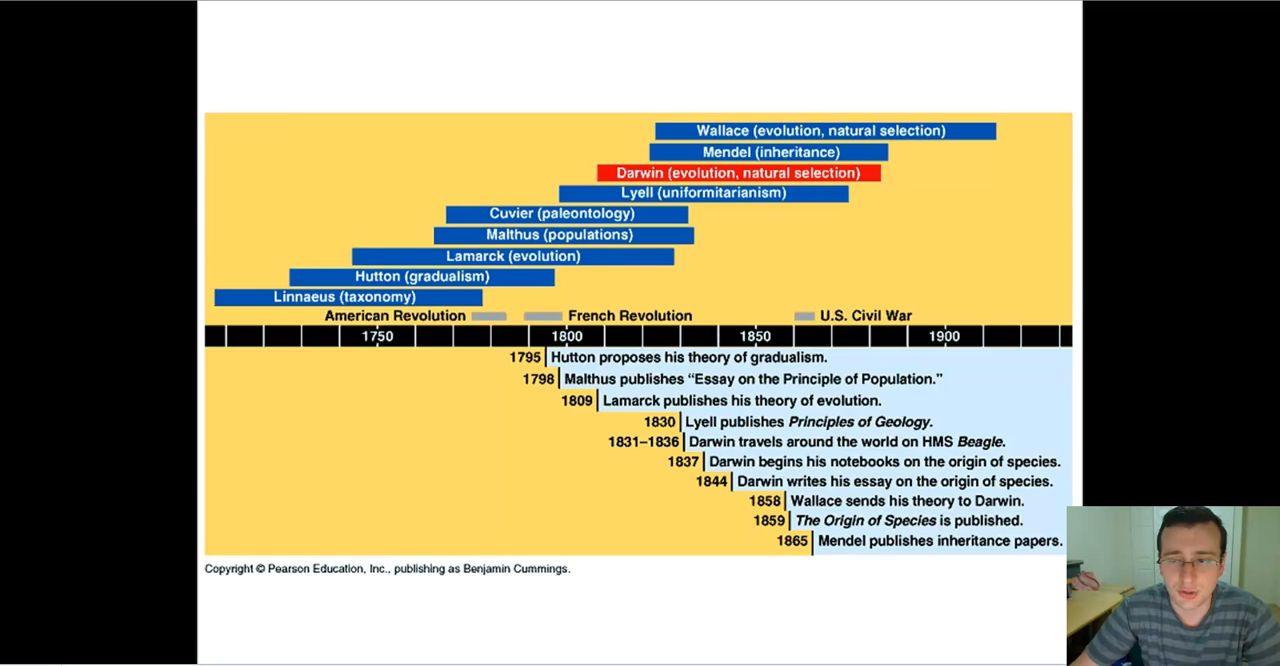 Wallace (evolution, natural selection)
Mendel (inheritance)
Darwin (evolution, natural selection)
Lyell (uniformitarianism)
Cuvier (paleontology)
Malthus (populations)
Lamarck (evolution)
Hutton (gradualism)
Linnaeus (taxonomy)
American Revolution French Revolution U.S. Civil War
1750 1800 1850 1900
1795 Hutton proposes his theory of gradualism.
1798 Malthus publishes “Essay on the Principle of Population.”
1809 Lamarck publishes his theory of evolution.
1830 Lyell publishes Principles of Geology.
1831–1836 Darwin travels around the world on HMS Beagle.
1837 Darwin begins his notebooks on the origin of species.
1844 Darwin writes his essay on the origin of species.
1858 Wallace sends his theory to Darwin.
1859 The Origin of Species is published.
1865 Mendel publishes inheritance papers.
Copyright © Pearson Education, Inc., publishing as Benjamin Cummings.